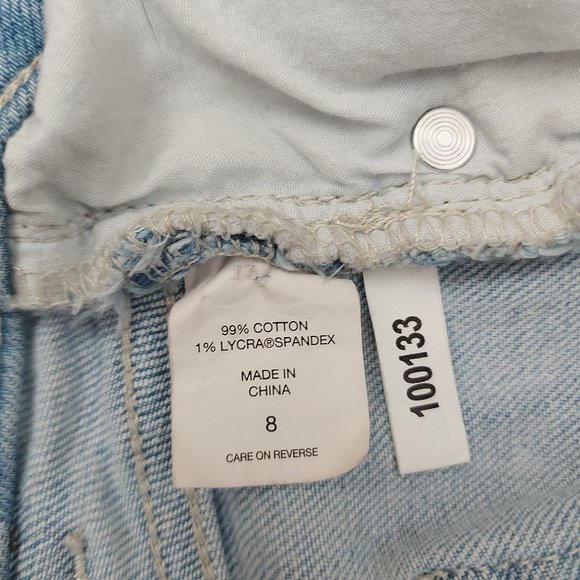 99% COTTON
1% LYCRA®SPANDEX
MADE IN
CHINA
8
CARE ON REVERSE
100133